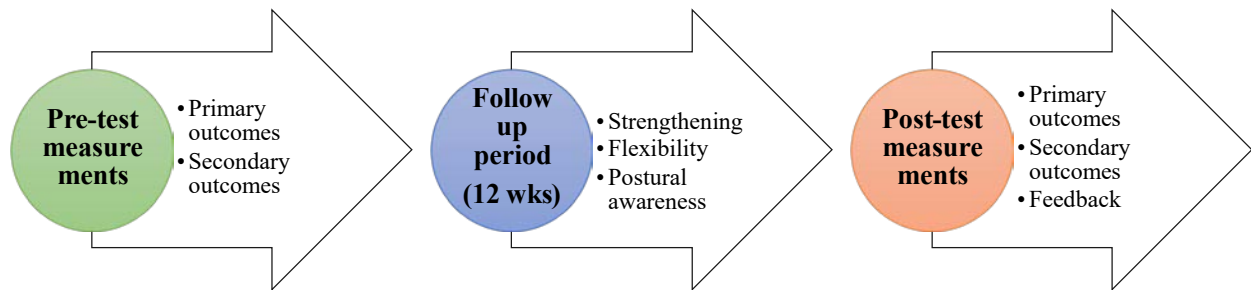 Pre-test
measure
ments
• Primary
outcomes
• Secondary
outcomes
Follow
up
period
(12 wks)
• Strengthening
• Flexibility
• Postural
awareness
Post-test
measure
ments
• Primary
outcomes
• Secondary
outcomes
• Feedback